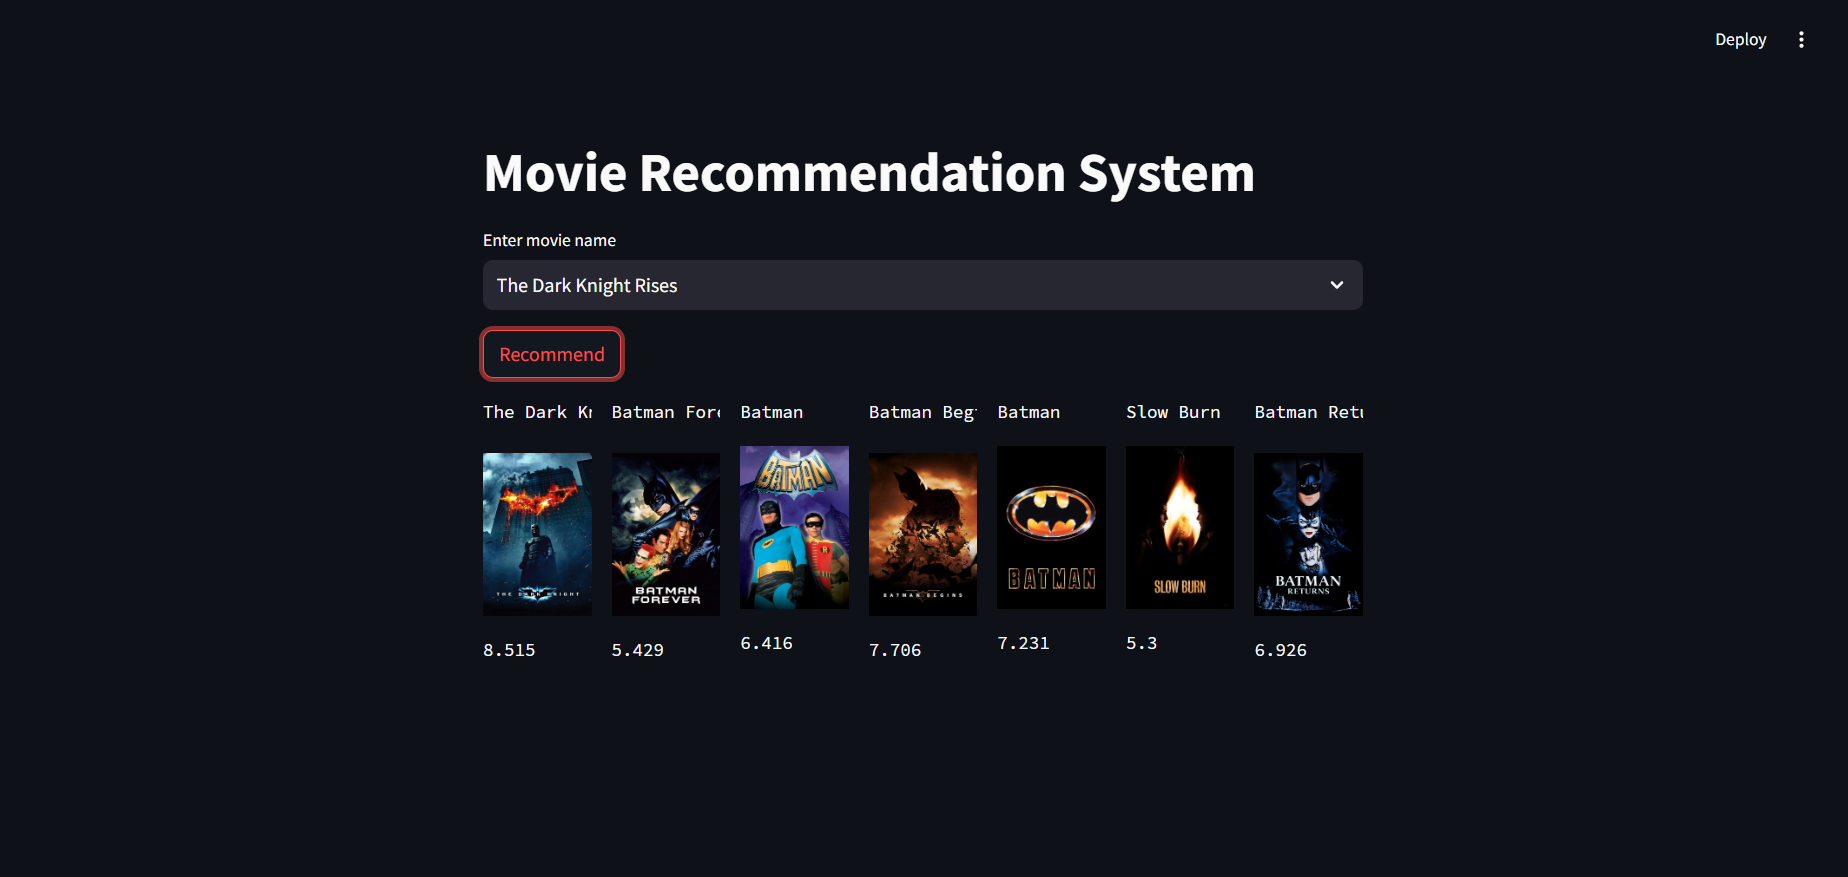 Deploy
Movie Recommendation System
Enter movie name
The Dark Knight Rises
Recommend
The Dark Kn Batman Fore Batman Batman Beg Batman Slow Burn Batman Retu
BATMAN
THE DARK KNIGHT BATMAN FOREVER BATMAN BEGINS BATMAN SLOW BURN BATMAN RETURNS
8.515 5.429 6.416 7.706 7.231 5.3 6.926